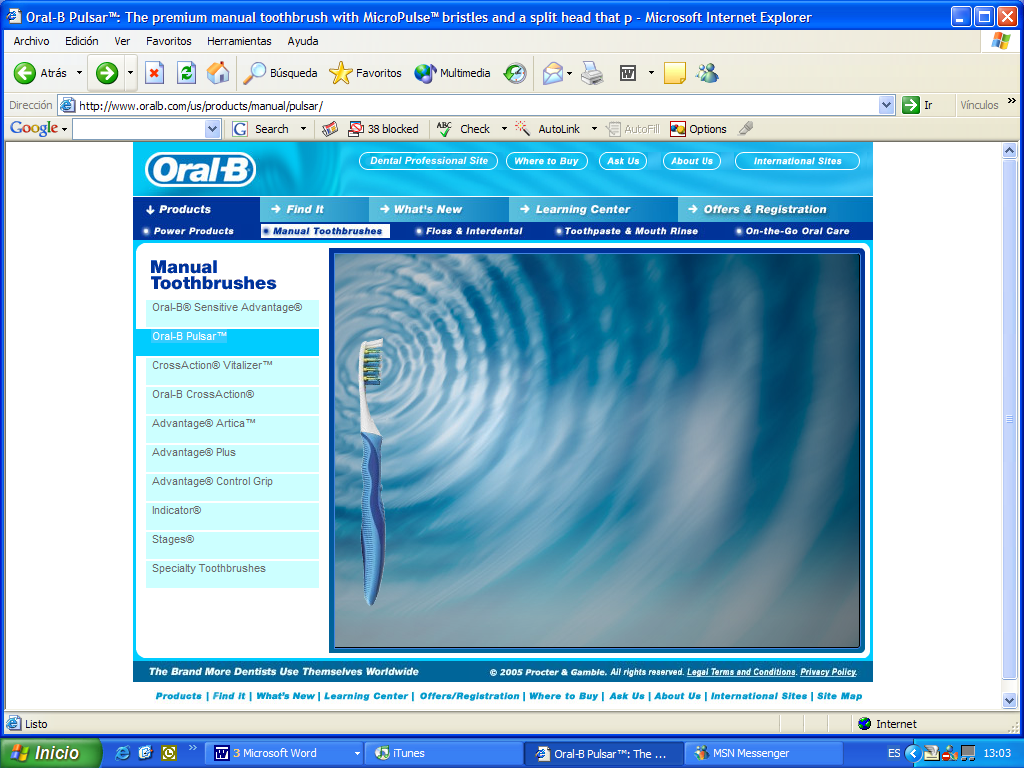 Oral-B Pulsar™: The premium manual toothbrush with MicroPulse™ bristles and a split head that p - Microsoft Internet Explorer
Archivo Edición Ver Favoritos Herramientas Ayuda
Atrás Búsqueda Favoritos Multimedia
Dirección http://www.oralb.com/us/products/manual/pulsar/ Ir Vínculos »
Google G Search 38 blocked ABC Check AutoLink AutoFill Options
Oral-B Dental Professional Site Where to Buy Ask Us About Us International Sites
Products Find It What's New Learning Center Offers & Registration
Power Products Manual Toothbrushes Floss & Interdental Toothpaste & Mouth Rinse On-the-Go Oral Care
Manual
Toothbrushes
Oral-B® Sensitive Advantage®
Oral-B Pulsar™
CrossAction® Vitalizer™
Oral-B CrossAction®
Advantage® Artica™
Advantage® Plus
Advantage® Control Grip
Indicator®
Stages®
Specialty Toothbrushes
The Brand More Dentists Use Themselves Worldwide © 2005 Procter & Gamble. All rights reserved. Legal Terms and Conditions. Privacy Policy.
Products | Find It | What's New | Learning Center | Offers/Registration | Where to Buy | Ask Us | About Us | International Sites | Site Map
Listo Internet
Inicio » 3 Microsoft Word iTunes Oral-B Pulsar™: The ... MSN Messenger ES 13:03